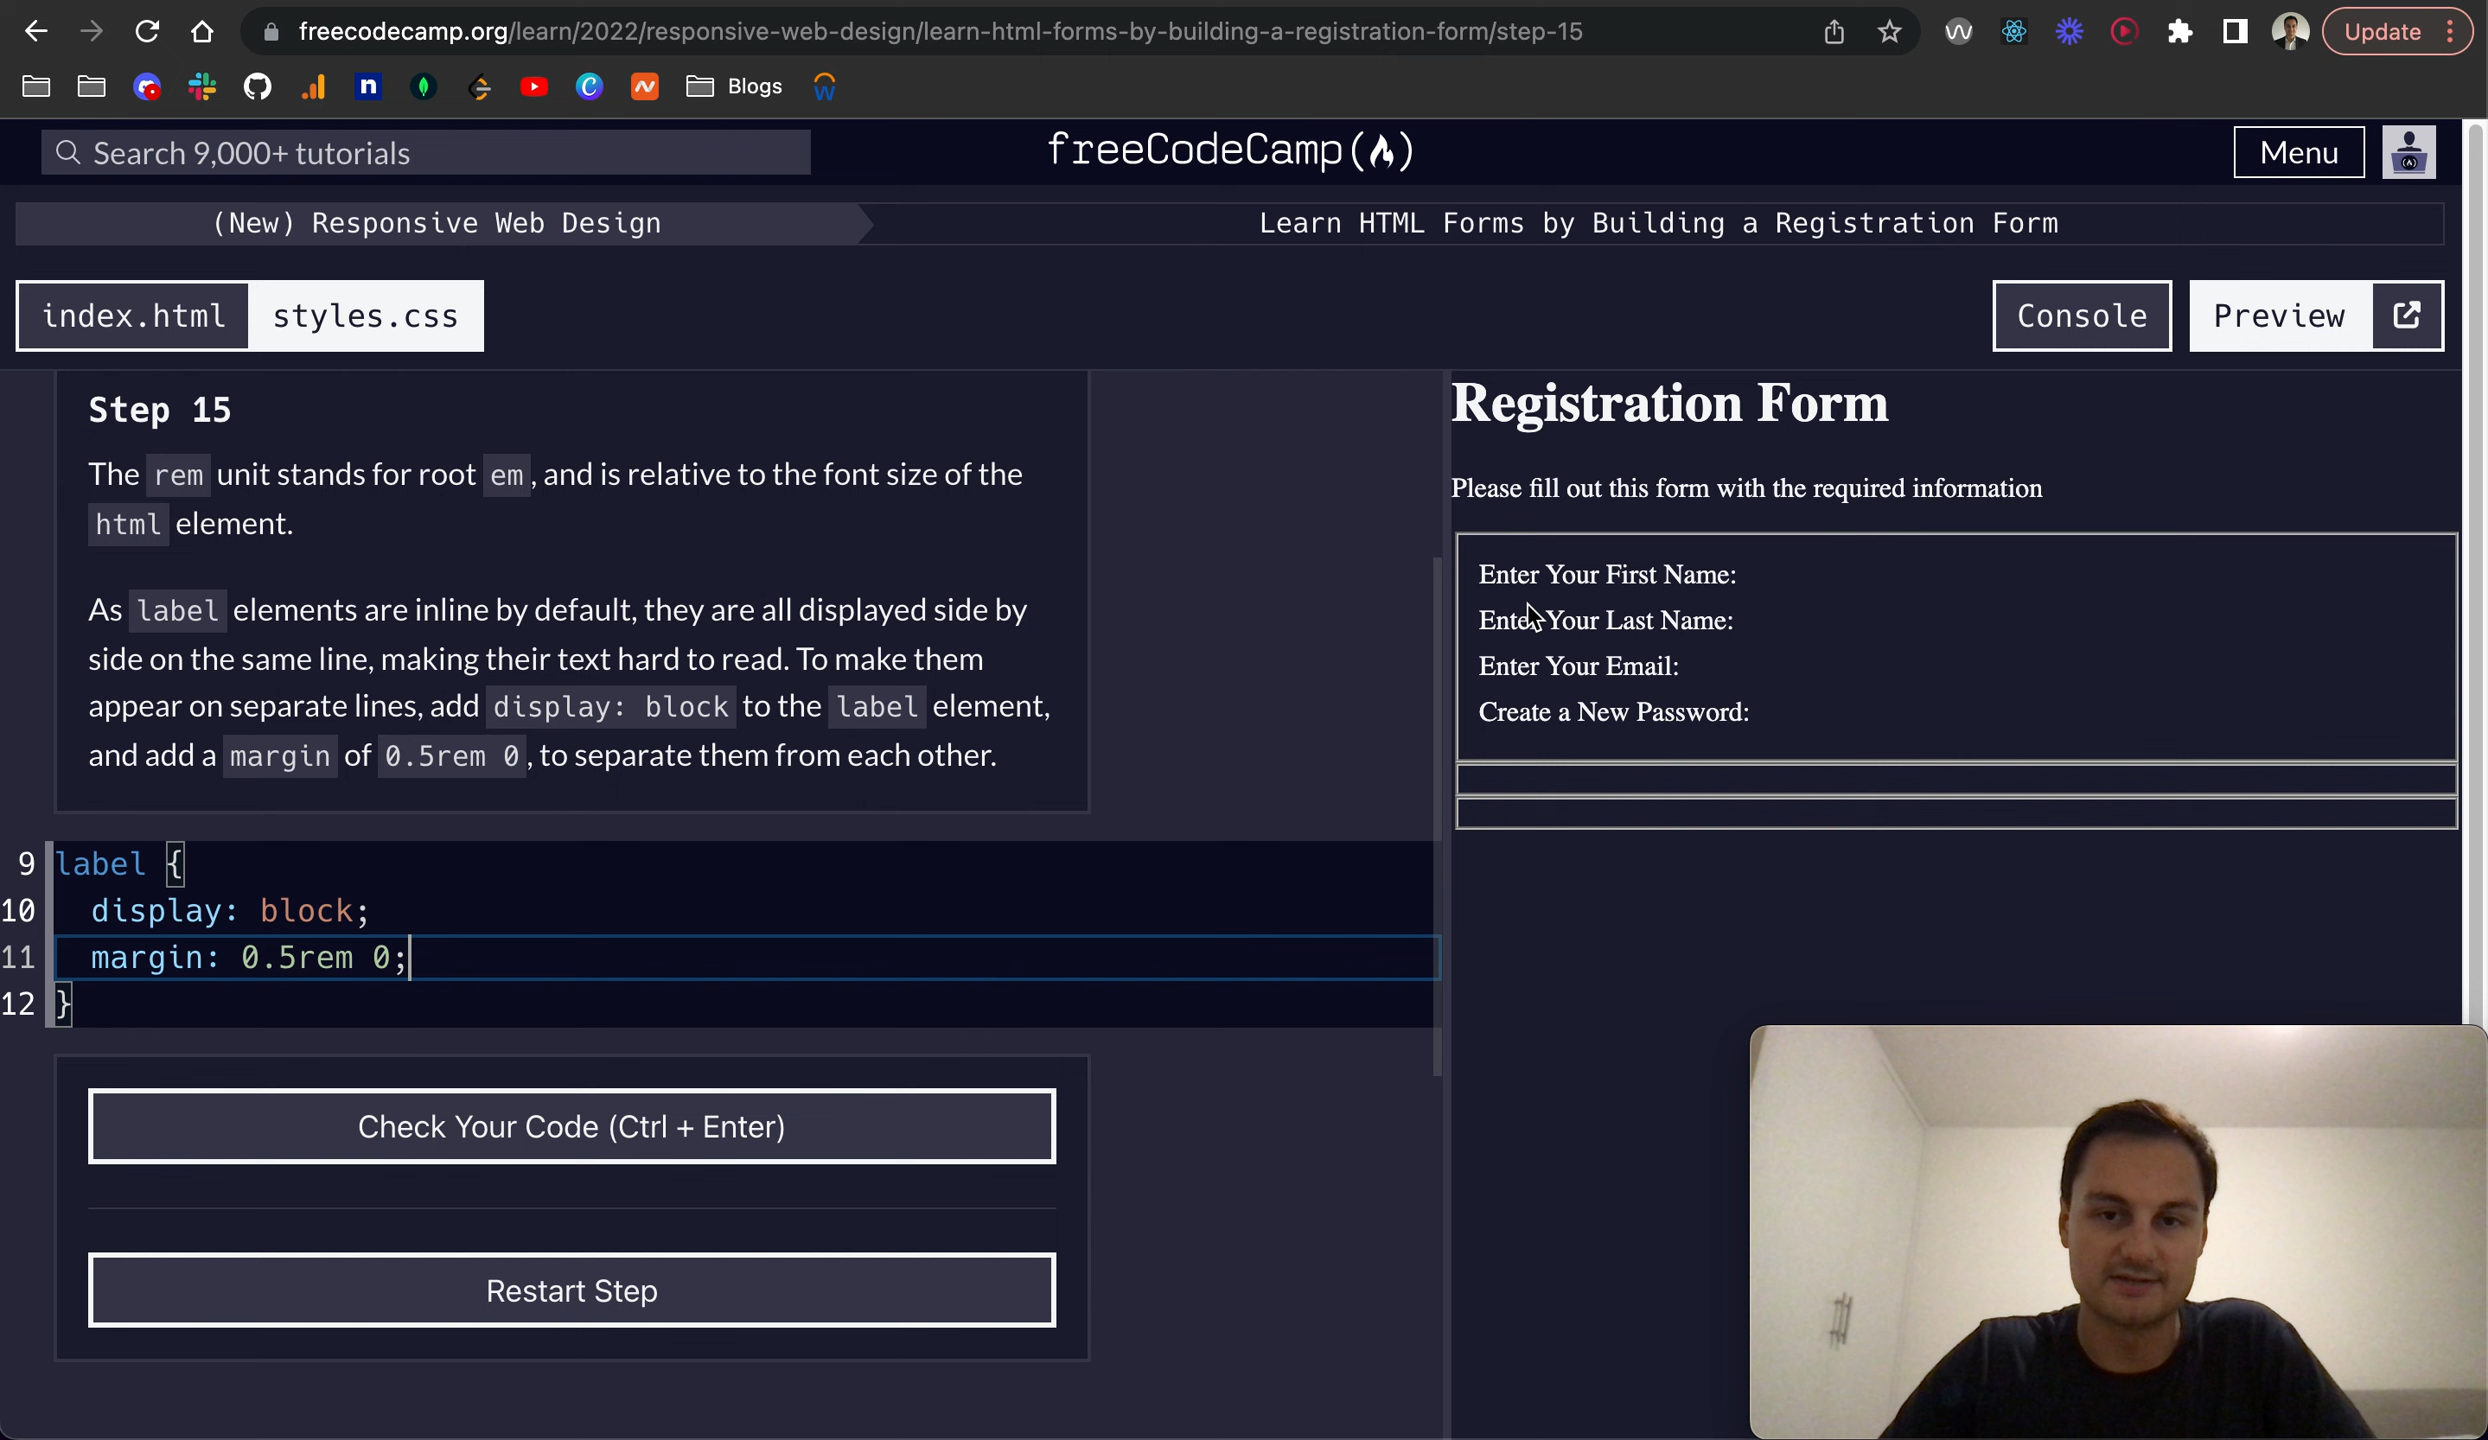 freecodecamp.org/learn/2022/responsive-web-design/learn-html-forms-by-building-a-registration-form/step-15
Update
Blogs
Search 9,000+ tutorials
freeCodeCamp(🔥)
Menu
(New) Responsive Web Design
Learn HTML Forms by Building a Registration Form
index.html
styles.css
Console
Preview
Step 15
The rem unit stands for root em, and is relative to the font size of the
html element.
As label elements are inline by default, they are all displayed side by
side on the same line, making their text hard to read. To make them
appear on separate lines, add display: block to the label element,
and add a margin of 0.5rem 0, to separate them from each other.
9 label {
10 display: block;
11 margin: 0.5rem 0;
12 }
Check Your Code (Ctrl + Enter)
Restart Step
Registration Form
Please fill out this form with the required information
Enter Your First Name:
Enter Your Last Name:
Enter Your Email:
Create a New Password: